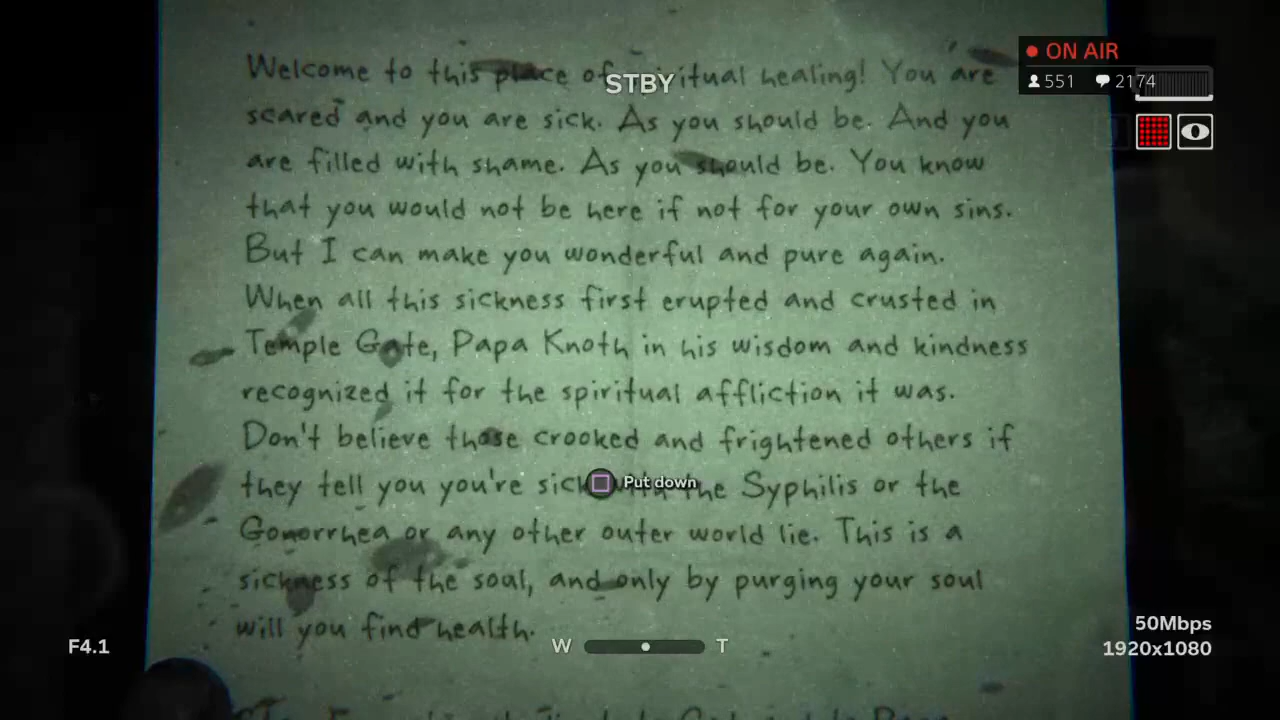 ON AIR
551 2174
STBY
Welcome to this place of spiritual healing! You are
scared and you are sick. As you should be. And you
are filled with shame. As you should be. You know
that you would not be here if not for your own sins.
But I can make you wonderful and pure again.
When all this sickness first erupted and crusted in
Temple Gate, Papa Knoth in his wisdom and kindness
recognized it for the spiritual affliction it was.
Don't believe those crooked and frightened others if
they tell you you're sick with the Syphilis or the
Put down
Gonorrhea or any other outer world lie. This is a
sickness of the soul, and only by purging your soul
will you find health.
F4.1
W T
50Mbps
1920x1080